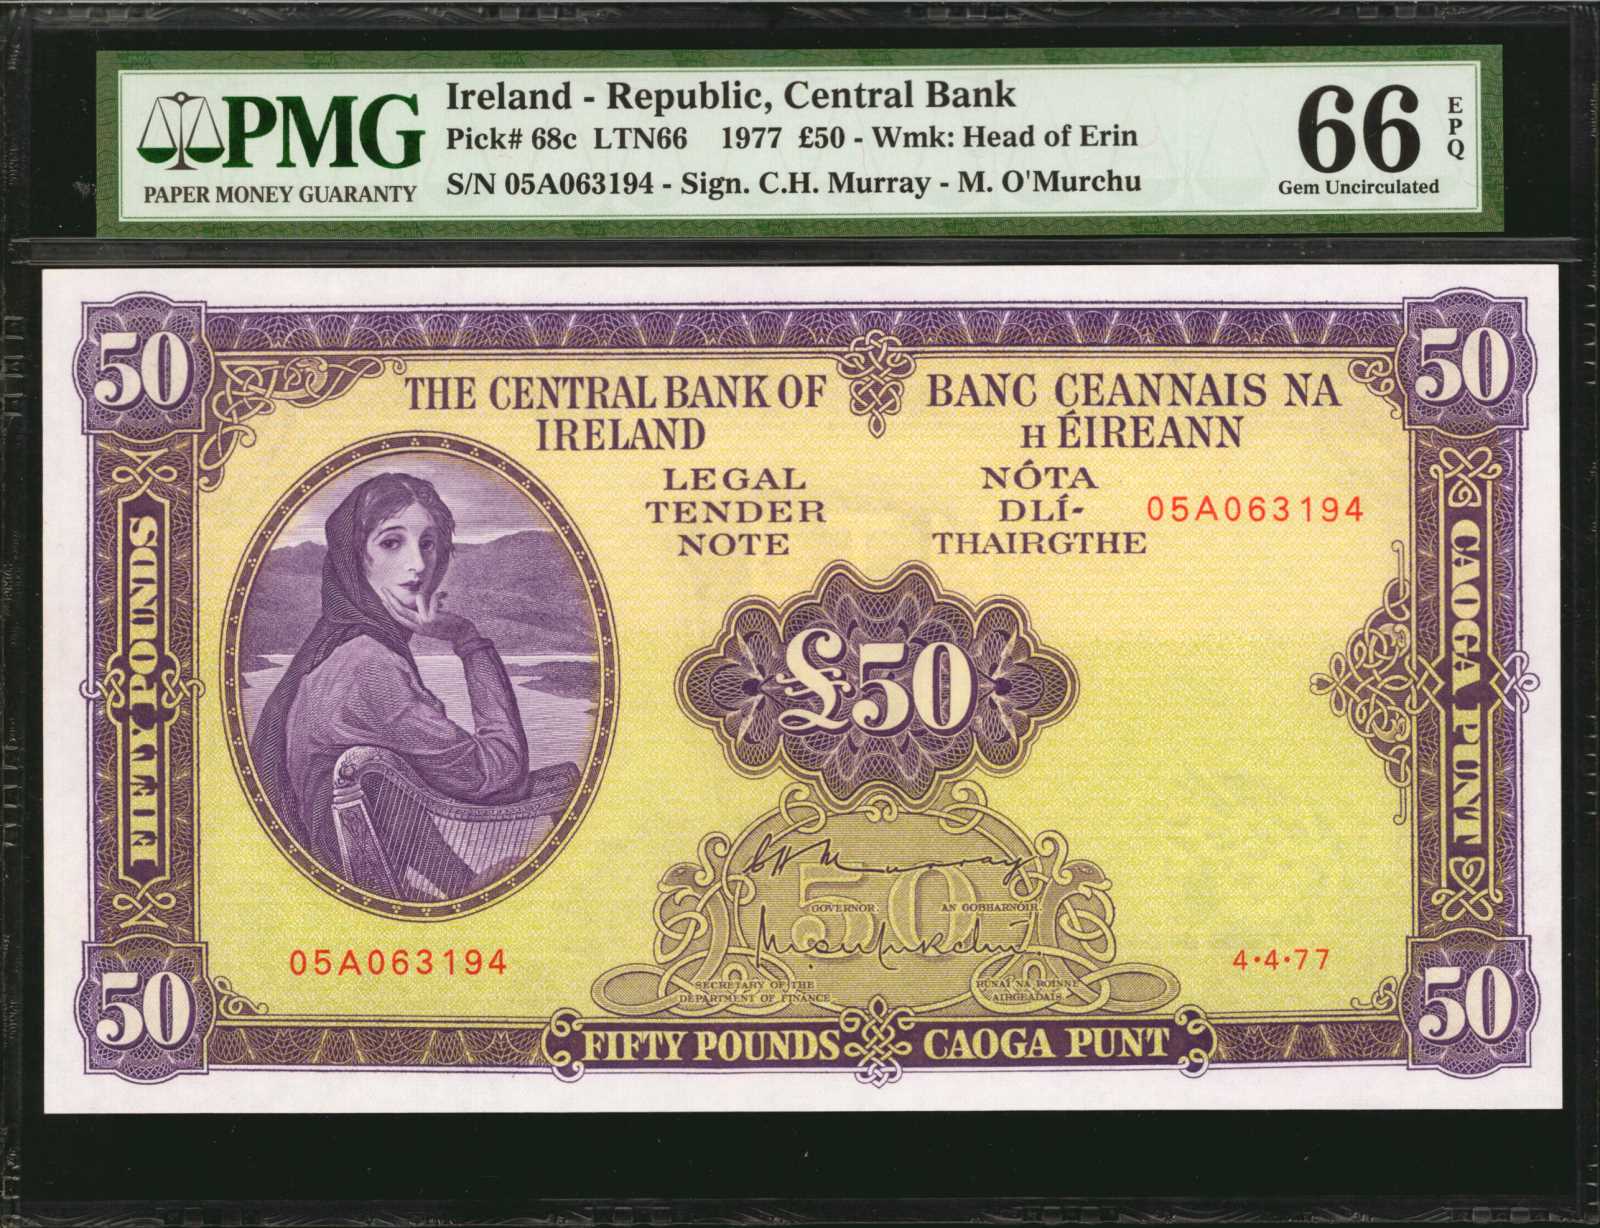 PMG
PAPER MONEY GUARANTY
Ireland - Republic, Central Bank
Pick# 68c LTN66 1977 £50 - Wmk: Head of Erin
S/N 05A063194 - Sign. C.H. Murray - M. O'Murchu
66 EPQ
Gem Uncirculated
50
50
THE CENTRAL BANK OF
IRELAND
BANC CEANNAIS NA
H ÉIREANN
LEGAL
TENDER
NOTE
NÓTA
DLÍ-
THAIRGTHE
05A063194
FIFTY POUNDS
CAOGA PUNT
£50
C H Murray
50
GOVERNOR. AN GOBHARNÓIR.
05A063194
4·4·77
SECRETARY OF THE
DEPARTMENT OF FINANCE
RÚNAÍ NA ROINNE
AIRGEADAIS
50
50
FIFTY POUNDS
CAOGA PUNT